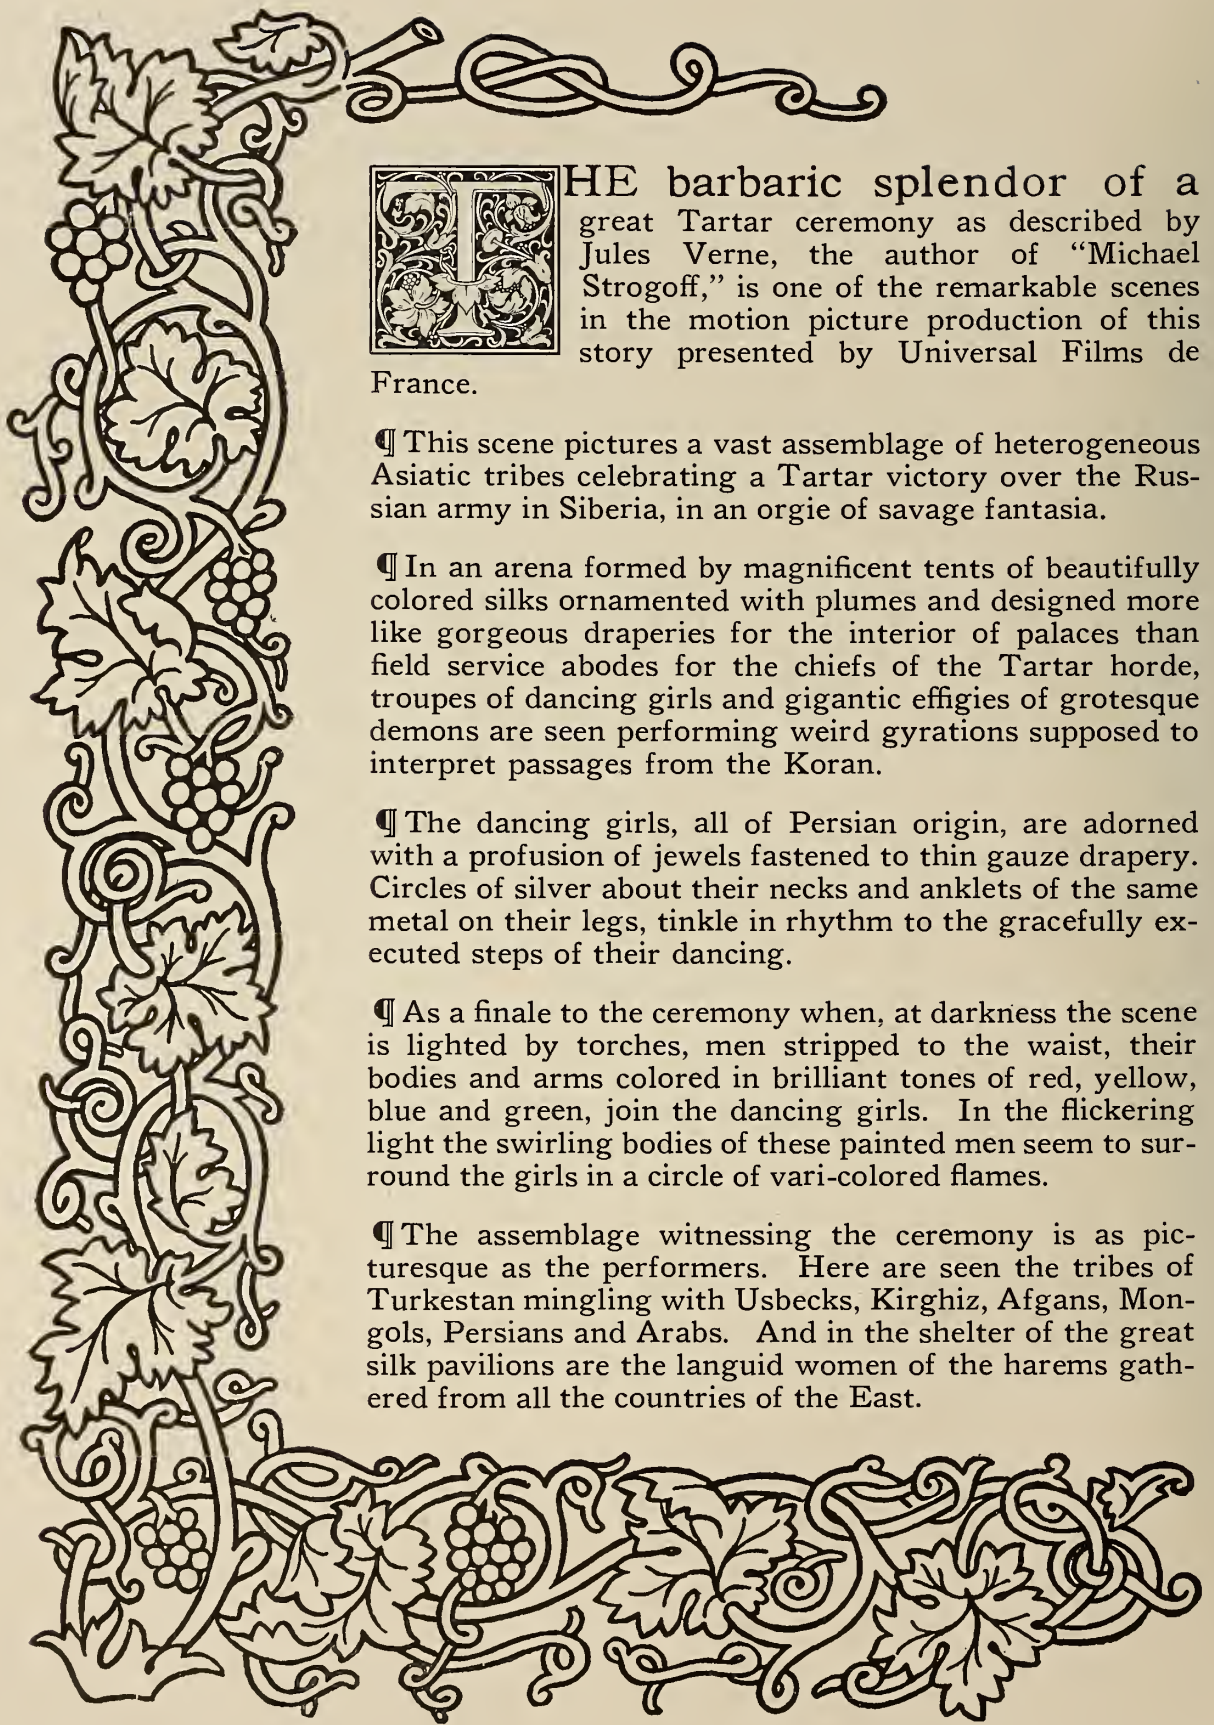 THE barbaric splendor of a
great Tartar ceremony as described by
Jules Verne, the author of “Michael
Strogoff,” is one of the remarkable scenes
in the motion picture production of this
story presented by Universal Films de
France.
¶ This scene pictures a vast assemblage of heterogeneous
Asiatic tribes celebrating a Tartar victory over the Rus-
sian army in Siberia, in an orgie of savage fantasia.
¶ In an arena formed by magnificent tents of beautifully
colored silks ornamented with plumes and designed more
like gorgeous draperies for the interior of palaces than
field service abodes for the chiefs of the Tartar horde,
troupes of dancing girls and gigantic effigies of grotesque
demons are seen performing weird gyrations supposed to
interpret passages from the Koran.
¶ The dancing girls, all of Persian origin, are adorned
with a profusion of jewels fastened to thin gauze drapery.
Circles of silver about their necks and anklets of the same
metal on their legs, tinkle in rhythm to the gracefully ex-
ecuted steps of their dancing.
¶ As a finale to the ceremony when, at darkness the scene
is lighted by torches, men stripped to the waist, their
bodies and arms colored in brilliant tones of red, yellow,
blue and green, join the dancing girls. In the flickering
light the swirling bodies of these painted men seem to sur-
round the girls in a circle of vari-colored flames.
¶ The assemblage witnessing the ceremony is as pic-
turesque as the performers. Here are seen the tribes of
Turkestan mingling with Usbecks, Kirghiz, Afgans, Mon-
gols, Persians and Arabs. And in the shelter of the great
silk pavilions are the languid women of the harems gath-
ered from all the countries of the East.